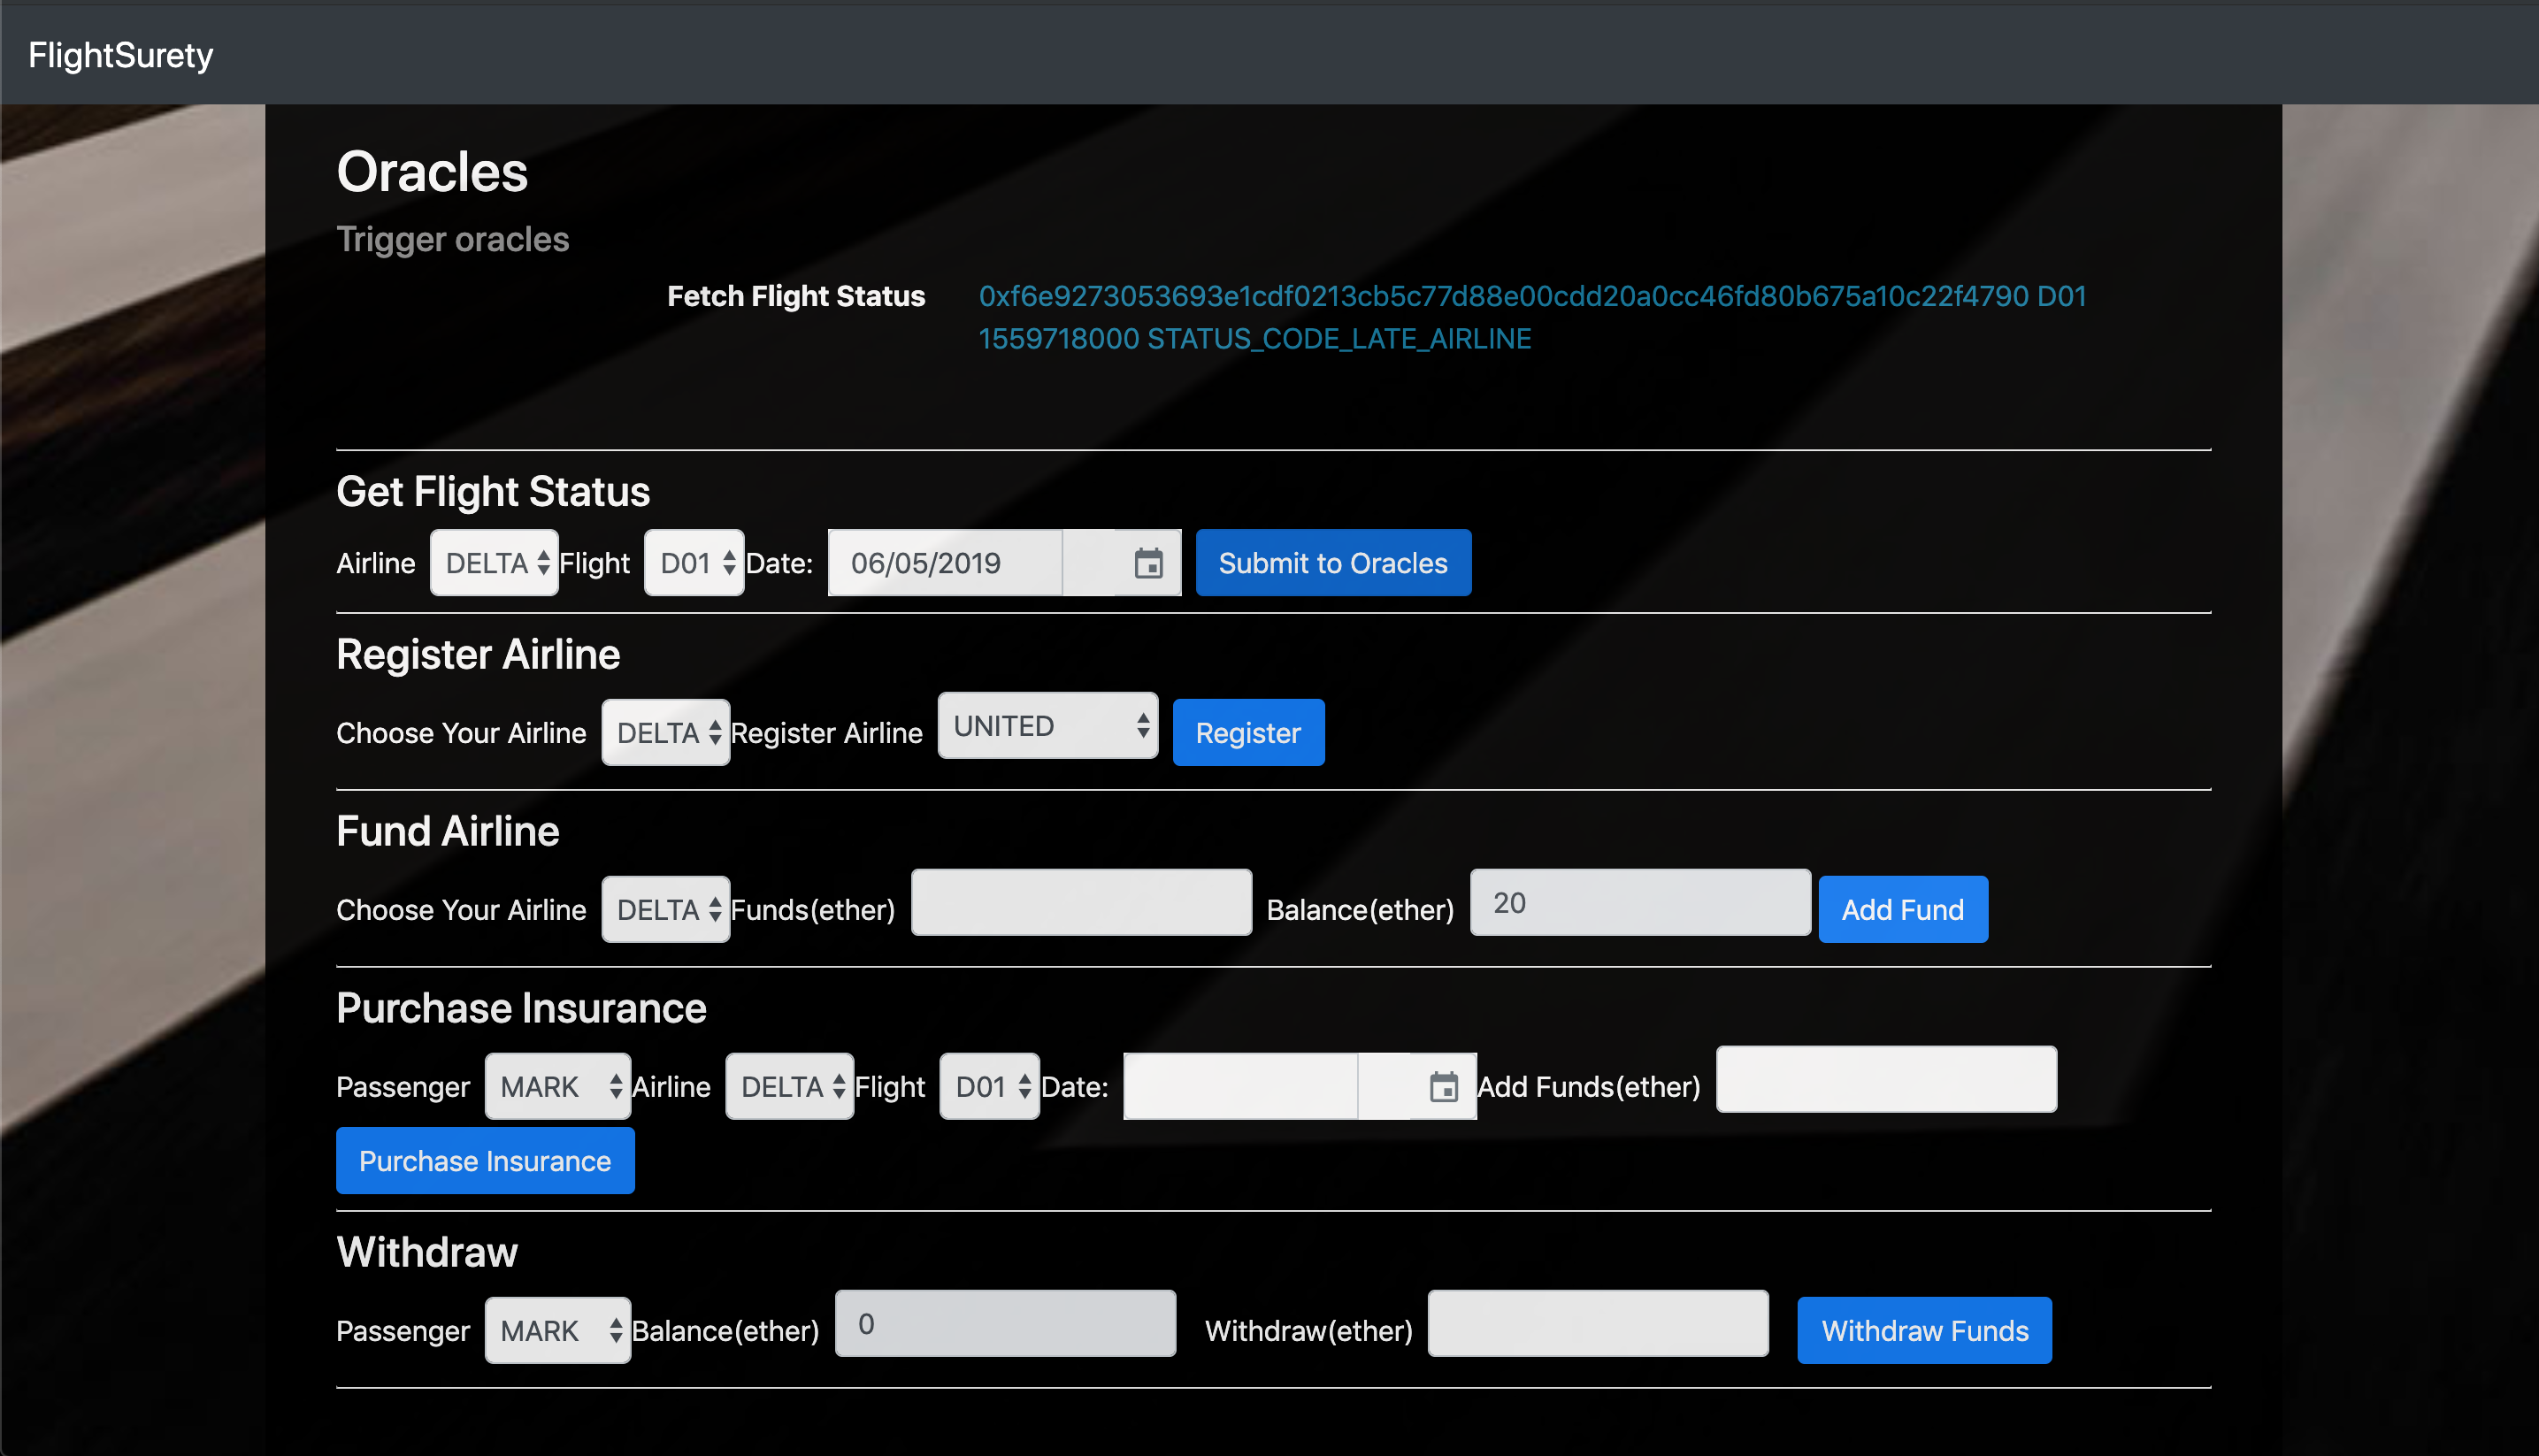 FlightSurety
Oracles
Trigger oracles
Fetch Flight Status 0xf6e9273053693e1cdf0213cb5c77d88e00cdd20a0cc46fd80b675a10c22f4790 D01
1559718000 STATUS_CODE_LATE_AIRLINE
Get Flight Status
Airline DELTA Flight D01 Date: 06/05/2019 Submit to Oracles
Register Airline
Choose Your Airline DELTA Register Airline UNITED Register
Fund Airline
Choose Your Airline DELTA Funds(ether) Balance(ether) 20 Add Fund
Purchase Insurance
Passenger MARK Airline DELTA Flight D01 Date: Add Funds(ether)
Purchase Insurance
Withdraw
Passenger MARK Balance(ether) 0 Withdraw(ether) Withdraw Funds